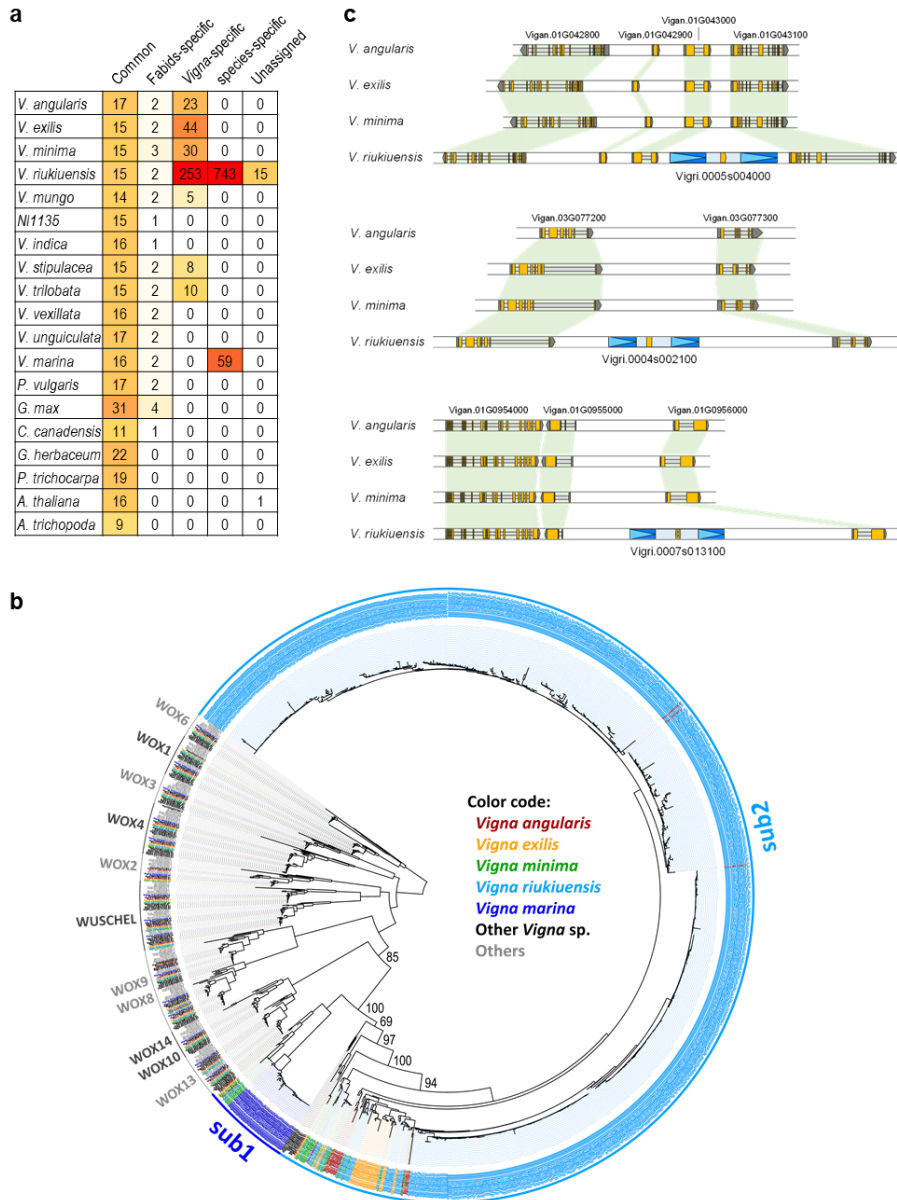 a
Common
Fabids-specific
Vigna-specific
species-specific
Unassigned
V. angularis 17 2 23 0 0
V. exilis 15 2 44 0 0
V. minima 15 3 30 0 0
V. riukiuensis 15 2 253 743 15
V. mungo 14 2 5 0 0
NI1135 15 1 0 0 0
V. indica 16 1 0 0 0
V. stipulacea 15 2 8 0 0
V. trilobata 15 2 10 0 0
V. vexillata 16 2 0 0 0
V. unguiculata 17 2 0 0 0
V. marina 16 2 0 59 0
P. vulgaris 17 2 0 0 0
G. max 31 4 0 0 0
C. canadensis 11 1 0 0 0
G. herbaceum 22 0 0 0 0
P. trichocarpa 19 0 0 0 0
A. thaliana 16 0 0 0 1
A. trichopoda 9 0 0 0 0
c
Vigan.01G043000
Vigan.01G042800 Vigan.01G042900 Vigan.01G043100
V. angularis
V. exilis
V. minima
V. riukiuensis
Vigri.0005s004000
Vigan.03G077200 Vigan.03G077300
V. angularis
V. exilis
V. minima
V. riukiuensis
Vigri.0004s002100
Vigan.01G0954000 Vigan.01G0955000 Vigan.01G0956000
V. angularis
V. exilis
V. minima
V. riukiuensis
Vigri.0007s013100
b
WOX6
WOX1
WOX3
WOX4
WOX2
WUSCHEL
WOX9
WOX8
WOX14
WOX10
WOX13
sub1
sub2
Color code:
Vigna angularis
Vigna exilis
Vigna minima
Vigna riukiuensis
Vigna marina
Other Vigna sp.
Others
85
100
69
97
100
94